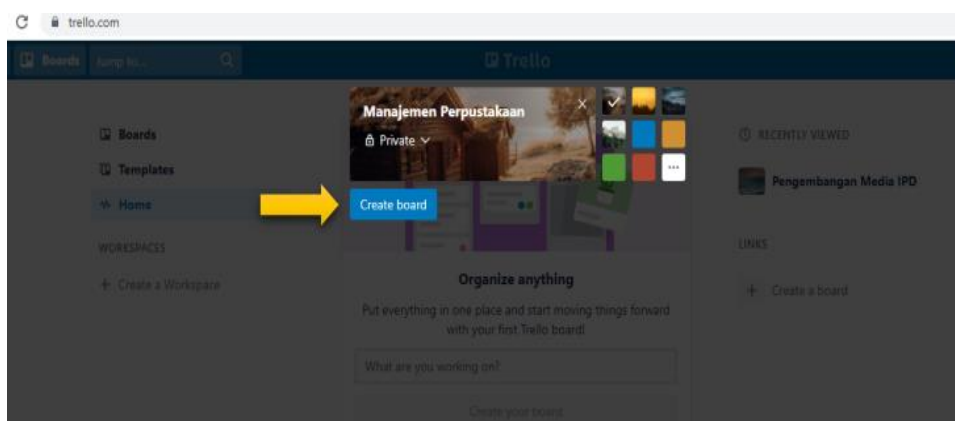 trello.com
Boards
Jump to...
Trello
Manajemen Perpustakaan
Private
Boards
Templates
Home
WORKSPACES
+ Create a Workspace
Create board
Organize anything
Put everything in one place and start moving things forward
with your first Trello board!
What are you working on?
Create your board
RECENTLY VIEWED
Pengembangan Media IPD
LINKS
+ Create a board